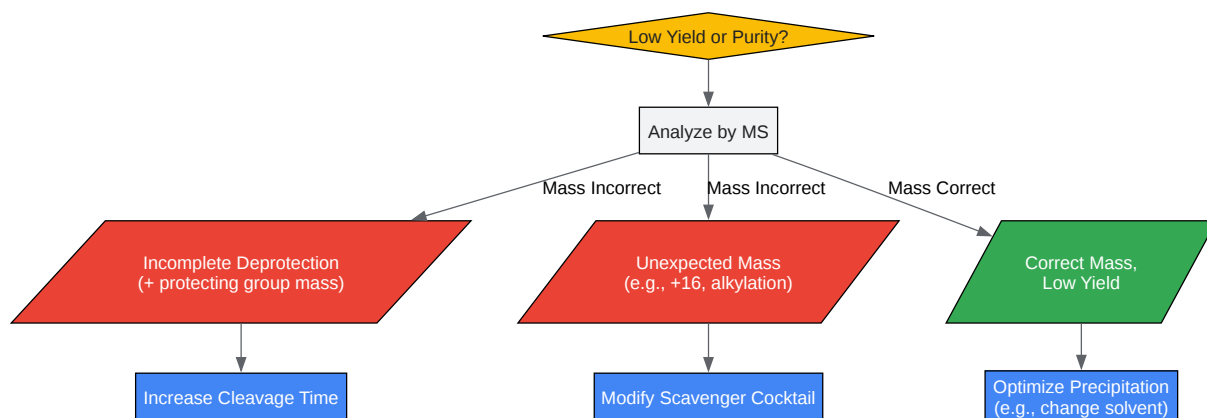 Low Yield or Purity?
Analyze by MS
Mass Incorrect
Mass Incorrect
Mass Correct
Incomplete Deprotection
(+ protecting group mass)
Unexpected Mass
(e.g., +16, alkylation)
Correct Mass,
Low Yield
Increase Cleavage Time
Modify Scavenger Cocktail
Optimize Precipitation
(e.g., change solvent)